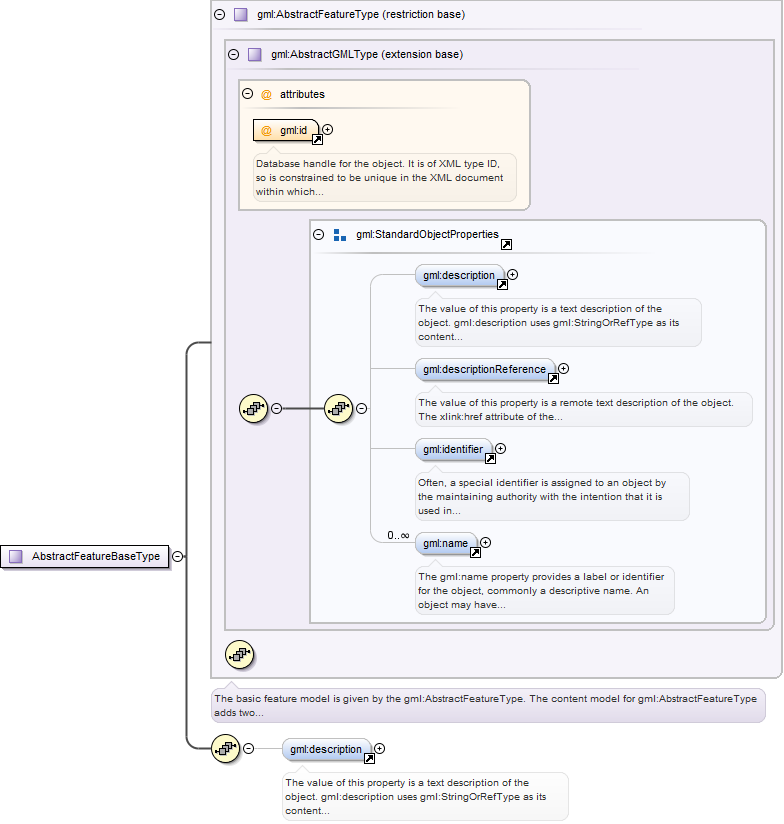 gml:AbstractFeatureType (restriction base)
gml:AbstractGMLType (extension base)
@ attributes
@ gml:id
Database handle for the object. It is of XML type ID,
so is constrained to be unique in the XML document
within which...
gml:StandardObjectProperties
gml:description
The value of this property is a text description of the
object. gml:description uses gml:StringOrRefType as its
content...
gml:descriptionReference
The value of this property is a remote text description of the object.
The xlink:href attribute of the...
gml:identifier
Often, a special identifier is assigned to an object by
the maintaining authority with the intention that it is
used in...
0..∞
gml:name
The gml:name property provides a label or identifier
for the object, commonly a descriptive name. An
object may have...
AbstractFeatureBaseType
The basic feature model is given by the gml:AbstractFeatureType. The content model for gml:AbstractFeatureType
adds two...
gml:description
The value of this property is a text description of the
object. gml:description uses gml:StringOrRefType as its
content...